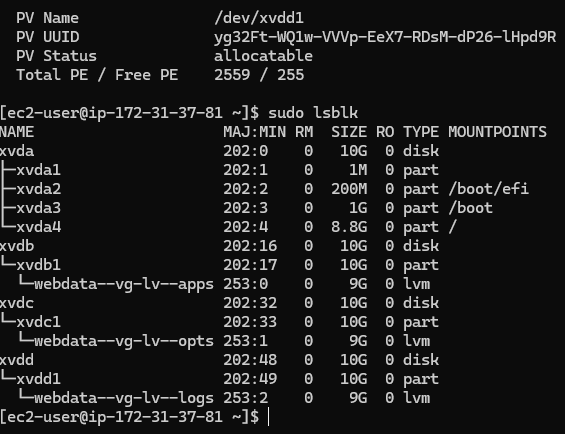 PV Name /dev/xvdd1
PV UUID yg32Ft-WQ1w-VVVp-EeX7-RDsM-dP26-lHpd9R
PV Status allocatable
Total PE / Free PE 2559 / 255

[ec2-user@ip-172-31-37-81 ~]$ sudo lsblk
NAME MAJ:MIN RM SIZE RO TYPE MOUNTPOINTS
xvda 202:0 0 10G 0 disk
├─xvda1 202:1 0 1M 0 part
├─xvda2 202:2 0 200M 0 part /boot/efi
├─xvda3 202:3 0 1G 0 part /boot
└─xvda4 202:4 0 8.8G 0 part /
xvdb 202:16 0 10G 0 disk
└─xvdb1 202:17 0 10G 0 part
└─webdata--vg-lv--apps 253:0 0 9G 0 lvm
xvdc 202:32 0 10G 0 disk
└─xvdc1 202:33 0 10G 0 part
└─webdata--vg-lv--opts 253:1 0 9G 0 lvm
xvdd 202:48 0 10G 0 disk
└─xvdd1 202:49 0 10G 0 part
└─webdata--vg-lv--logs 253:2 0 9G 0 lvm
[ec2-user@ip-172-31-37-81 ~]$